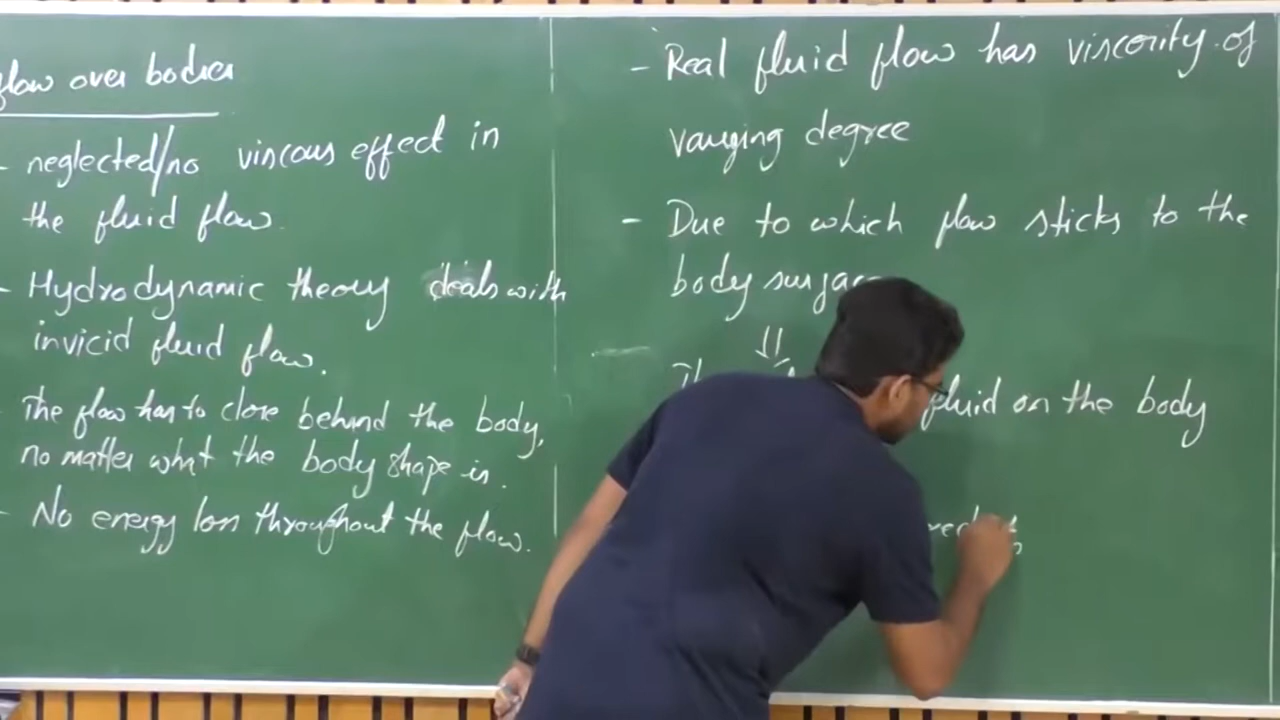 flow over bodies
- neglected/no viscous effect in
the fluid flow.
- Hydrodynamic theory deals with
invicid fluid flow.
- The flow has to close behind the body,
no matter what the body shape is.
- No energy loss throughout the flow.
- Real fluid flow has viscosity of
varying degree
- Due to which flow sticks to the
body surface
⇓
fluid on the body